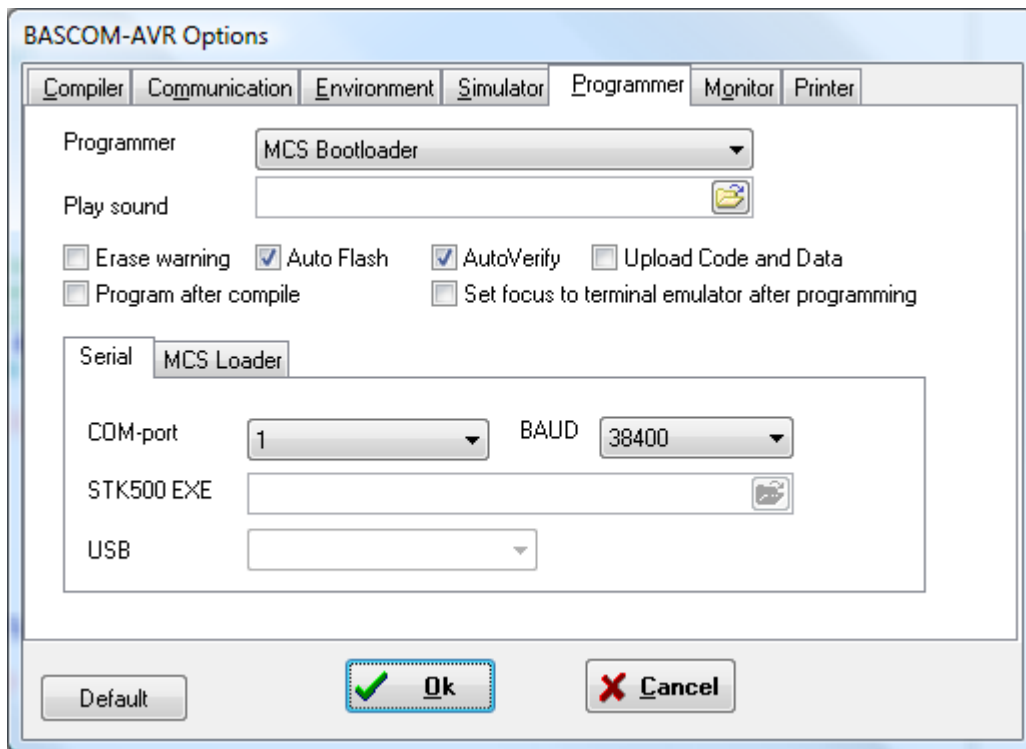 BASCOM-AVR Options
Compiler Communication Environment Simulator Programmer Monitor Printer
Programmer MCS Bootloader
Play sound
Erase warning Auto Flash AutoVerify Upload Code and Data
Program after compile Set focus to terminal emulator after programming
Serial MCS Loader
COM-port 1 BAUD 38400
STK500 EXE
USB
Default Ok Cancel